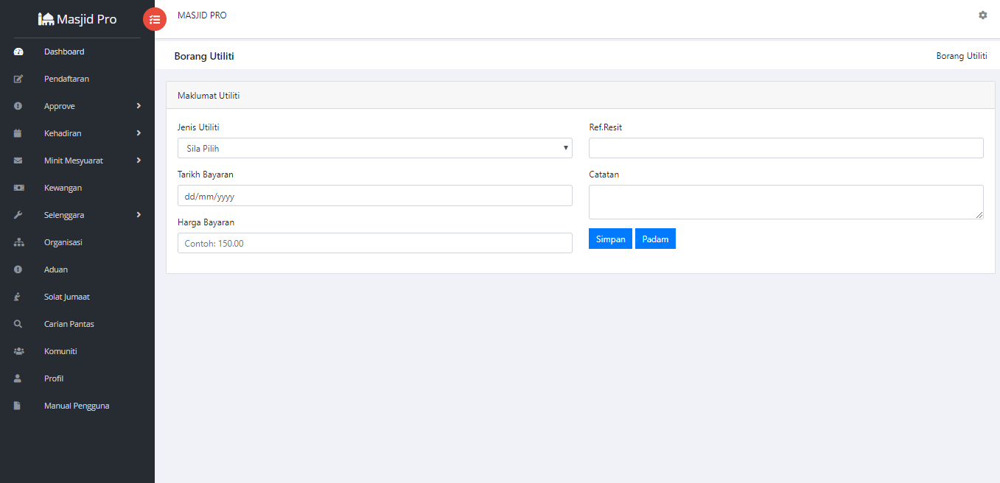 Masjid Pro
Dashboard
Pendaftaran
Approve
Kehadiran
Minit Mesyuarat
Kewangan
Selenggara
Organisasi
Aduan
Solat Jumaat
Carian Pantas
Komuniti
Profil
Manual Pengguna
MASJID PRO
Borang Utiliti
Borang Utiliti
Maklumat Utiliti
Jenis Utiliti
Sila Pilih
Tarikh Bayaran
dd/mm/yyyy
Harga Bayaran
Contoh: 150.00
Ref.Resit
Catatan
Simpan Padam